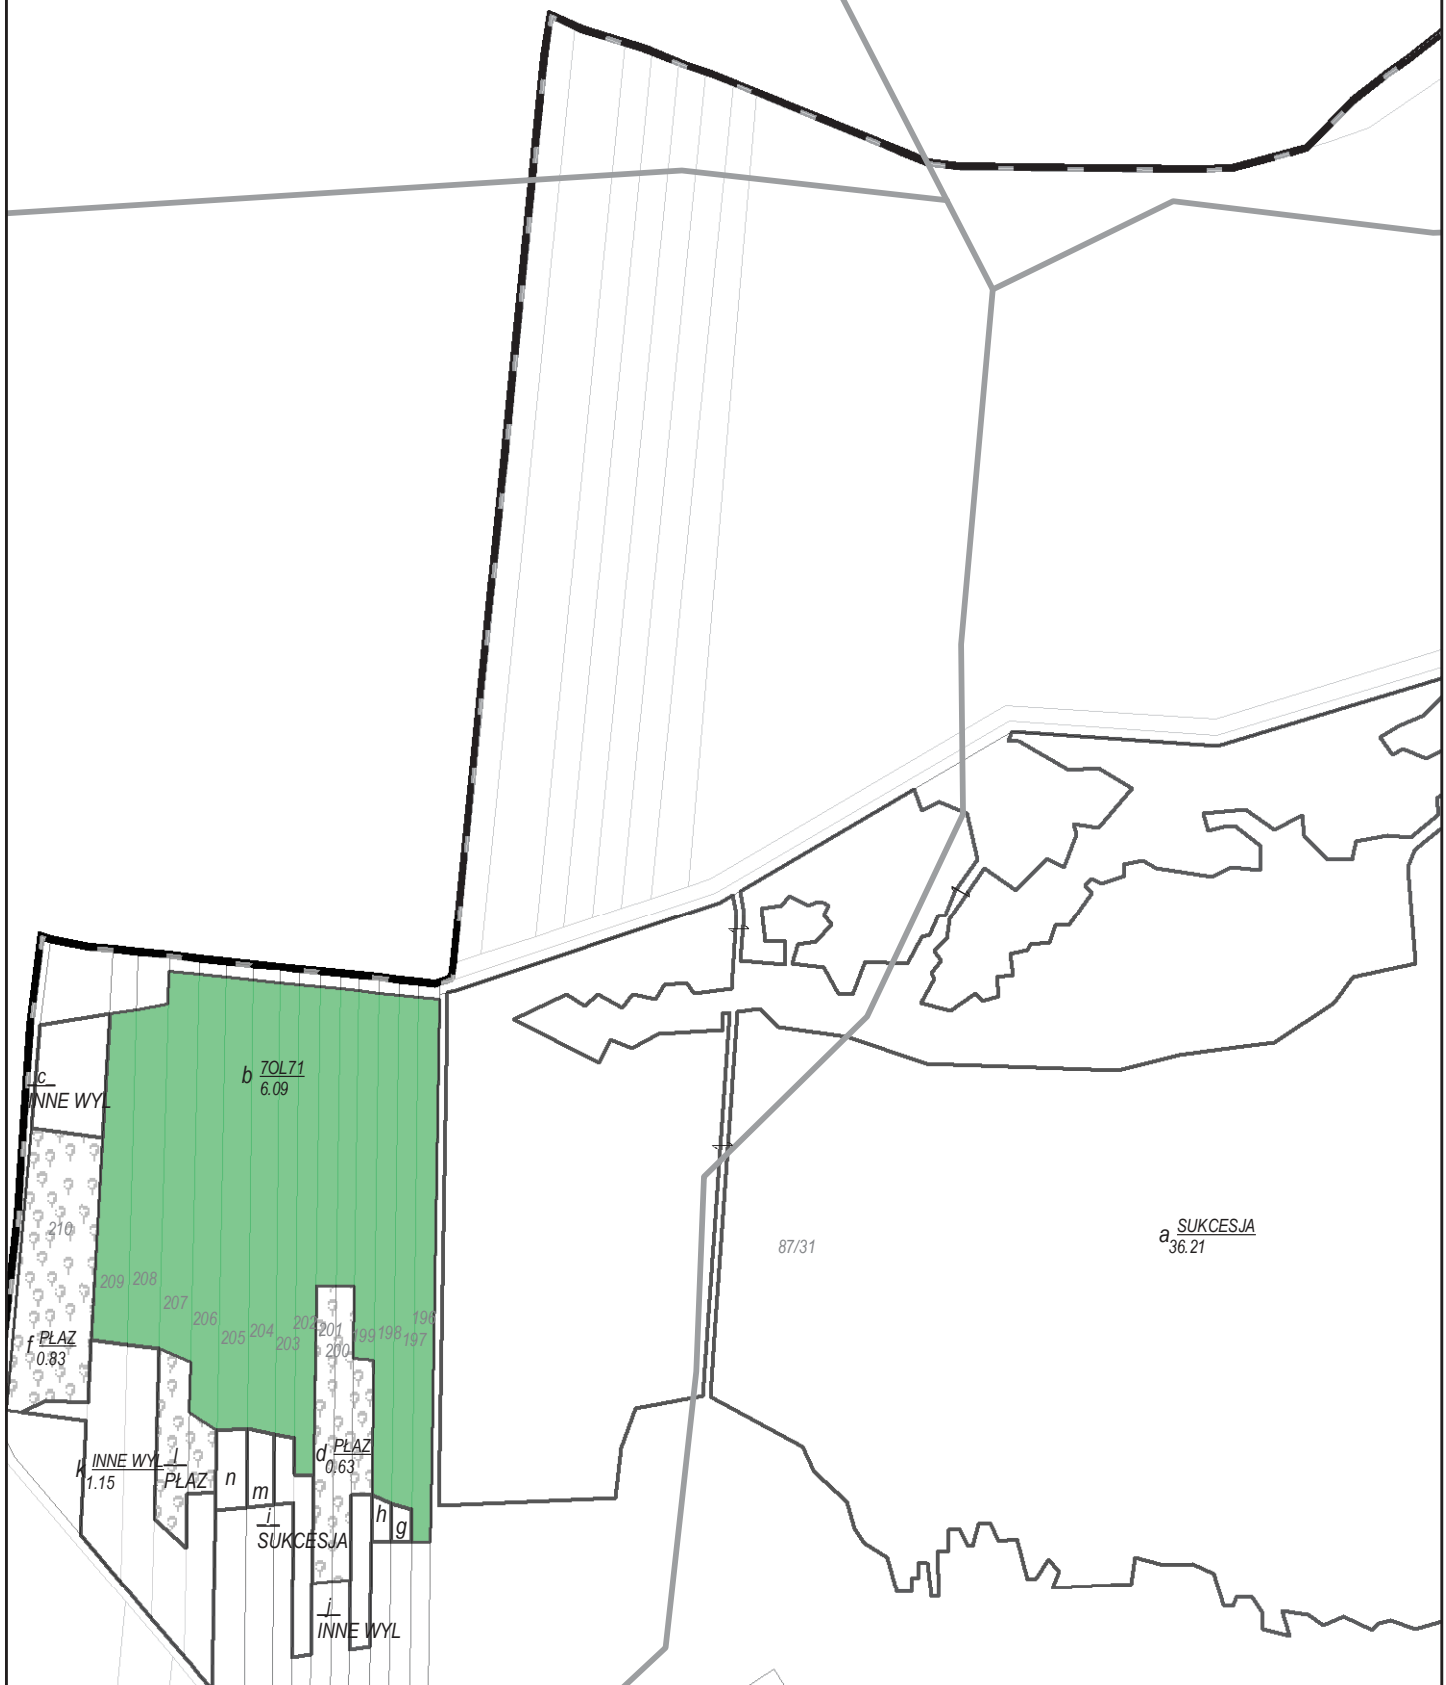 b 7OL71
6.09
c
INNE WYL
210
a SUKCESJA
36.21
87/31
209 208
207
206
205
204
203
202
201
200
199
198
197
196
f PŁAZ
0.83
d PŁAZ
0.63
k INNE WYL
1.15
l
PŁAZ
n
m
i
SUKCESJA
h
g
j
INNE WYL